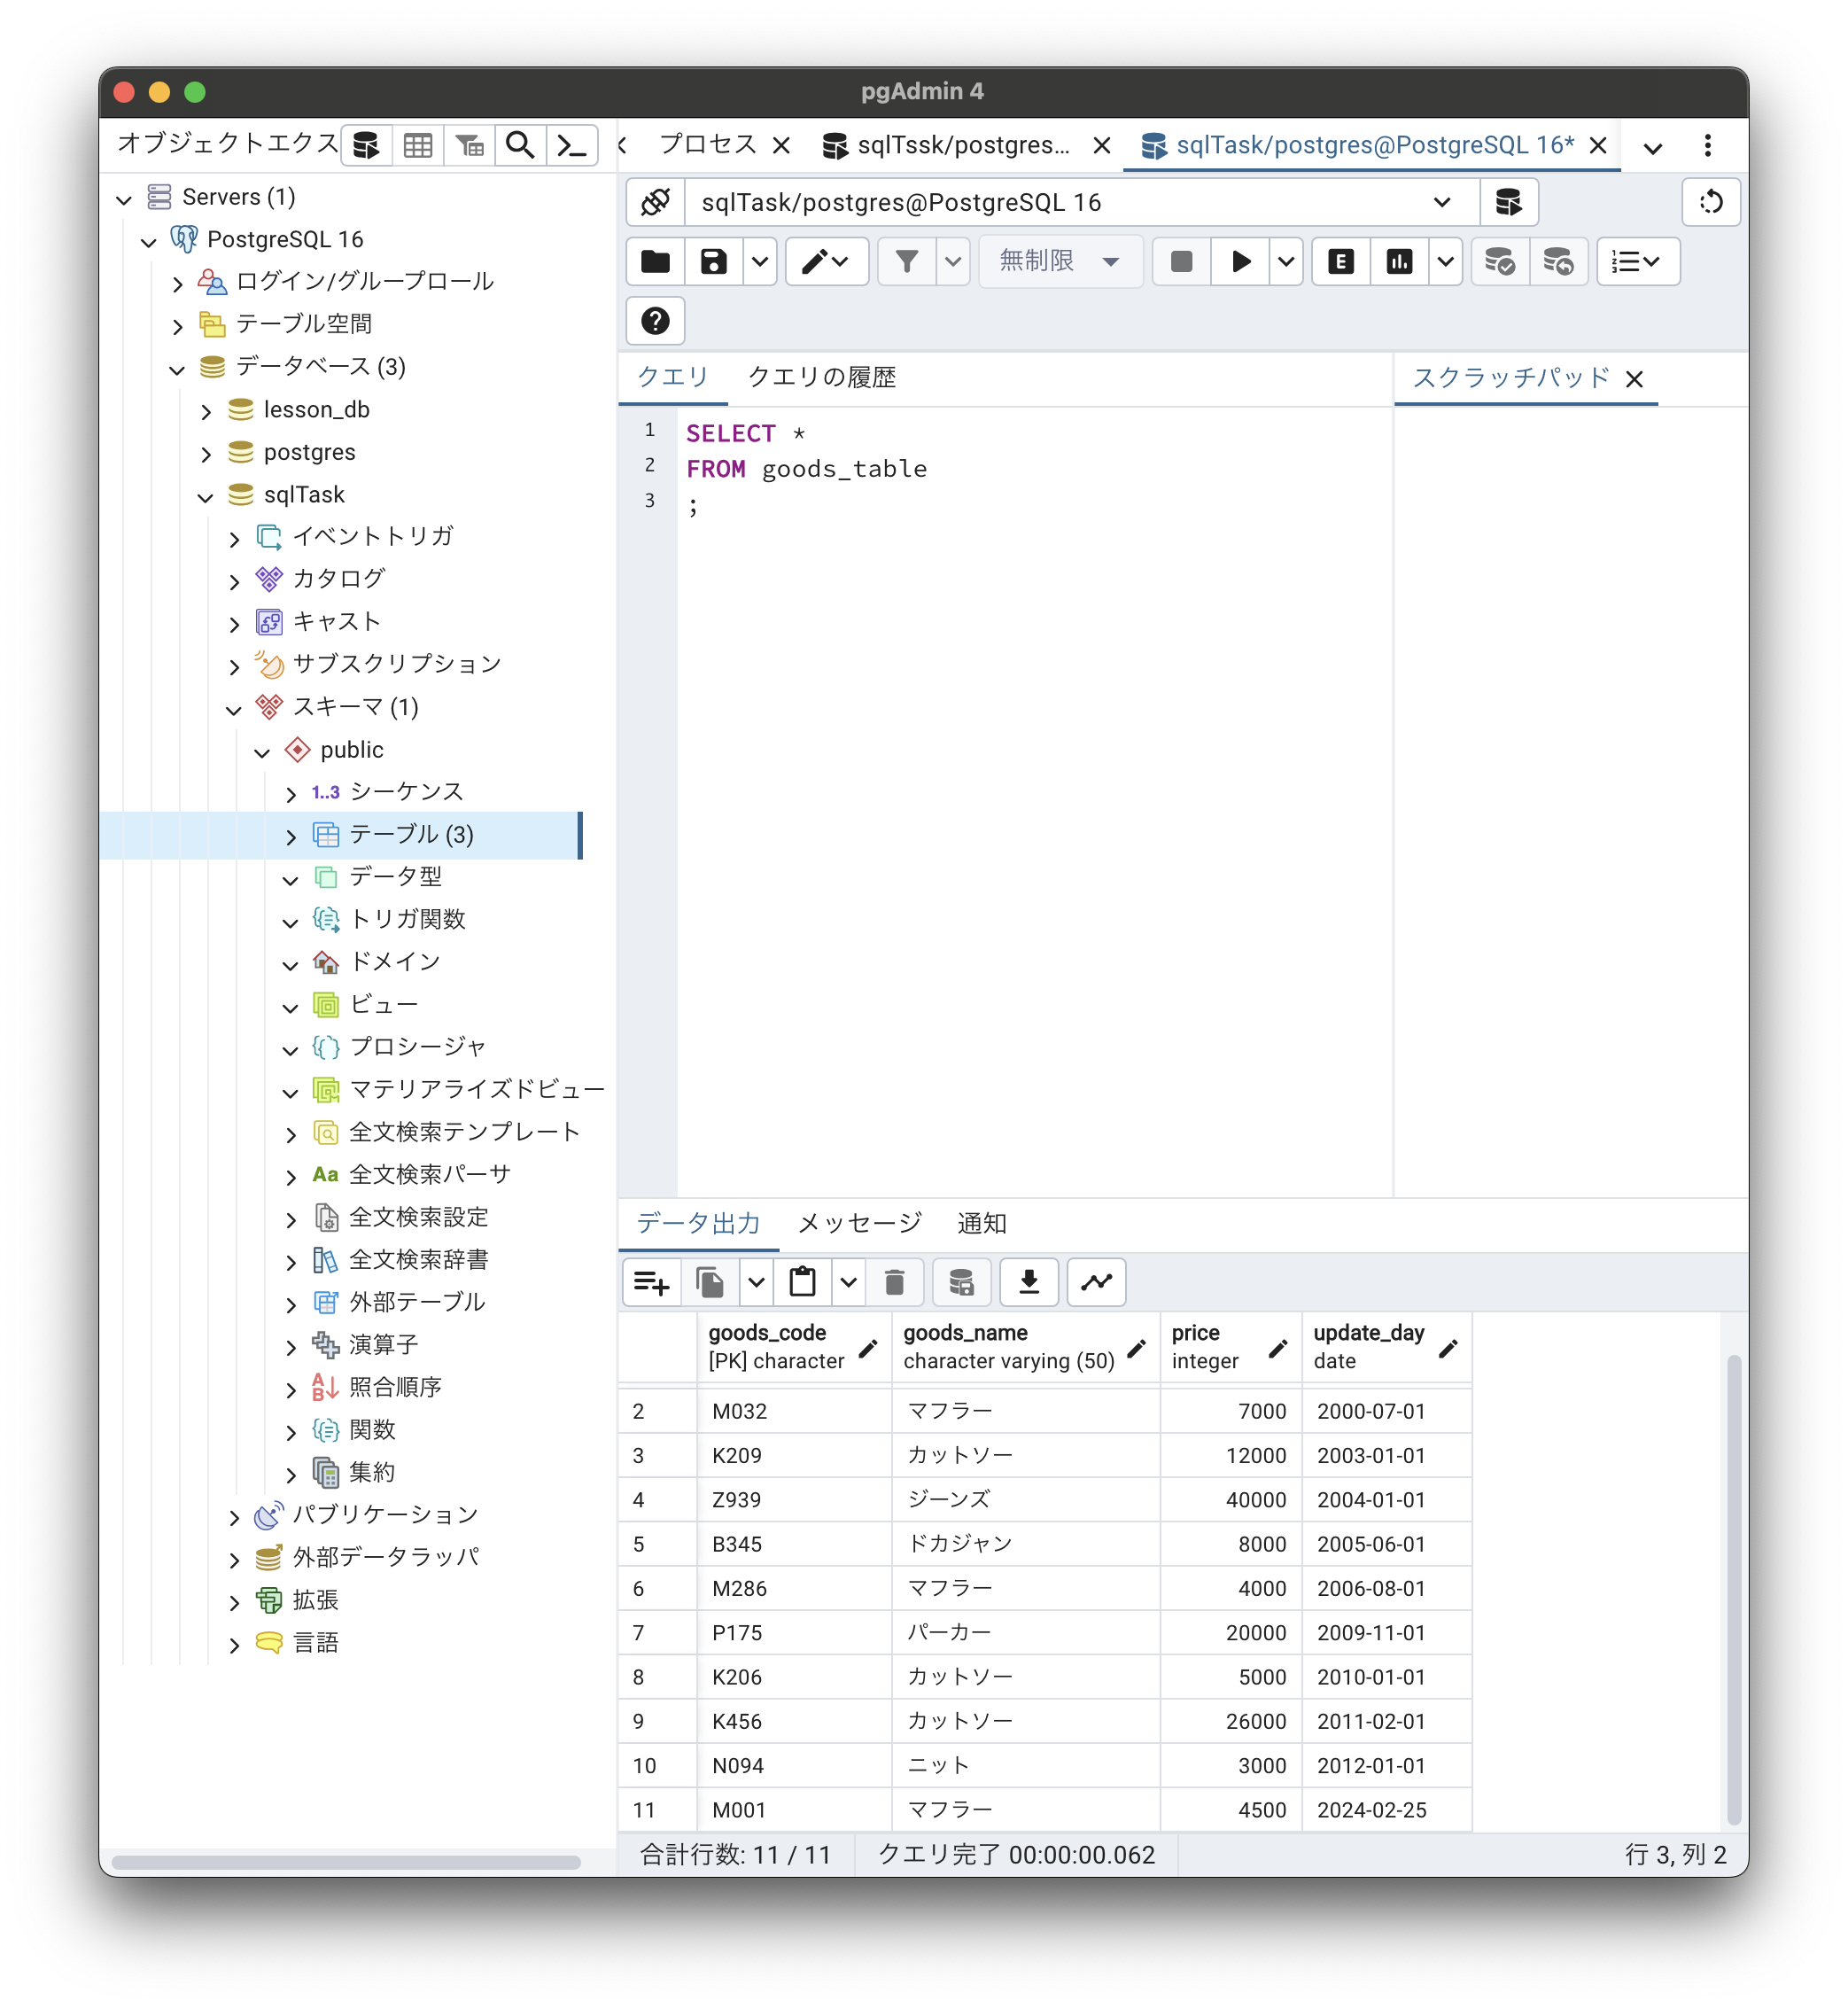 pgAdmin 4
オブジェクトエクス
プロセス
sqlTssk/postgres...
sqlTask/postgres@PostgreSQL 16*
Servers (1)
PostgreSQL 16
ログイン/グループロール
テーブル空間
データベース (3)
lesson_db
postgres
sqlTask
イベントトリガ
カタログ
キャスト
サブスクリプション
スキーマ (1)
public
1..3 シーケンス
テーブル (3)
データ型
トリガ関数
ドメイン
ビュー
プロシージャ
マテリアライズドビュー
全文検索テンプレート
Aa 全文検索パーサ
全文検索設定
全文検索辞書
外部テーブル
演算子
照合順序
関数
集約
パブリケーション
外部データラッパ
拡張
言語
sqlTask/postgres@PostgreSQL 16
無制限
E
クエリ
クエリの履歴
スクラッチパッド
1 SELECT *
2 FROM goods_table
3 ;
データ出力
メッセージ
通知
goods_code goods_name price update_day
[PK] character character varying (50) integer date
2 M032 マフラー 7000 2000-07-01
3 K209 カットソー 12000 2003-01-01
4 Z939 ジーンズ 40000 2004-01-01
5 B345 ドカジャン 8000 2005-06-01
6 M286 マフラー 4000 2006-08-01
7 P175 パーカー 20000 2009-11-01
8 K206 カットソー 5000 2010-01-01
9 K456 カットソー 26000 2011-02-01
10 N094 ニット 3000 2012-01-01
11 M001 マフラー 4500 2024-02-25
合計行数: 11 / 11
クエリ完了 00:00:00.062
行 3, 列 2